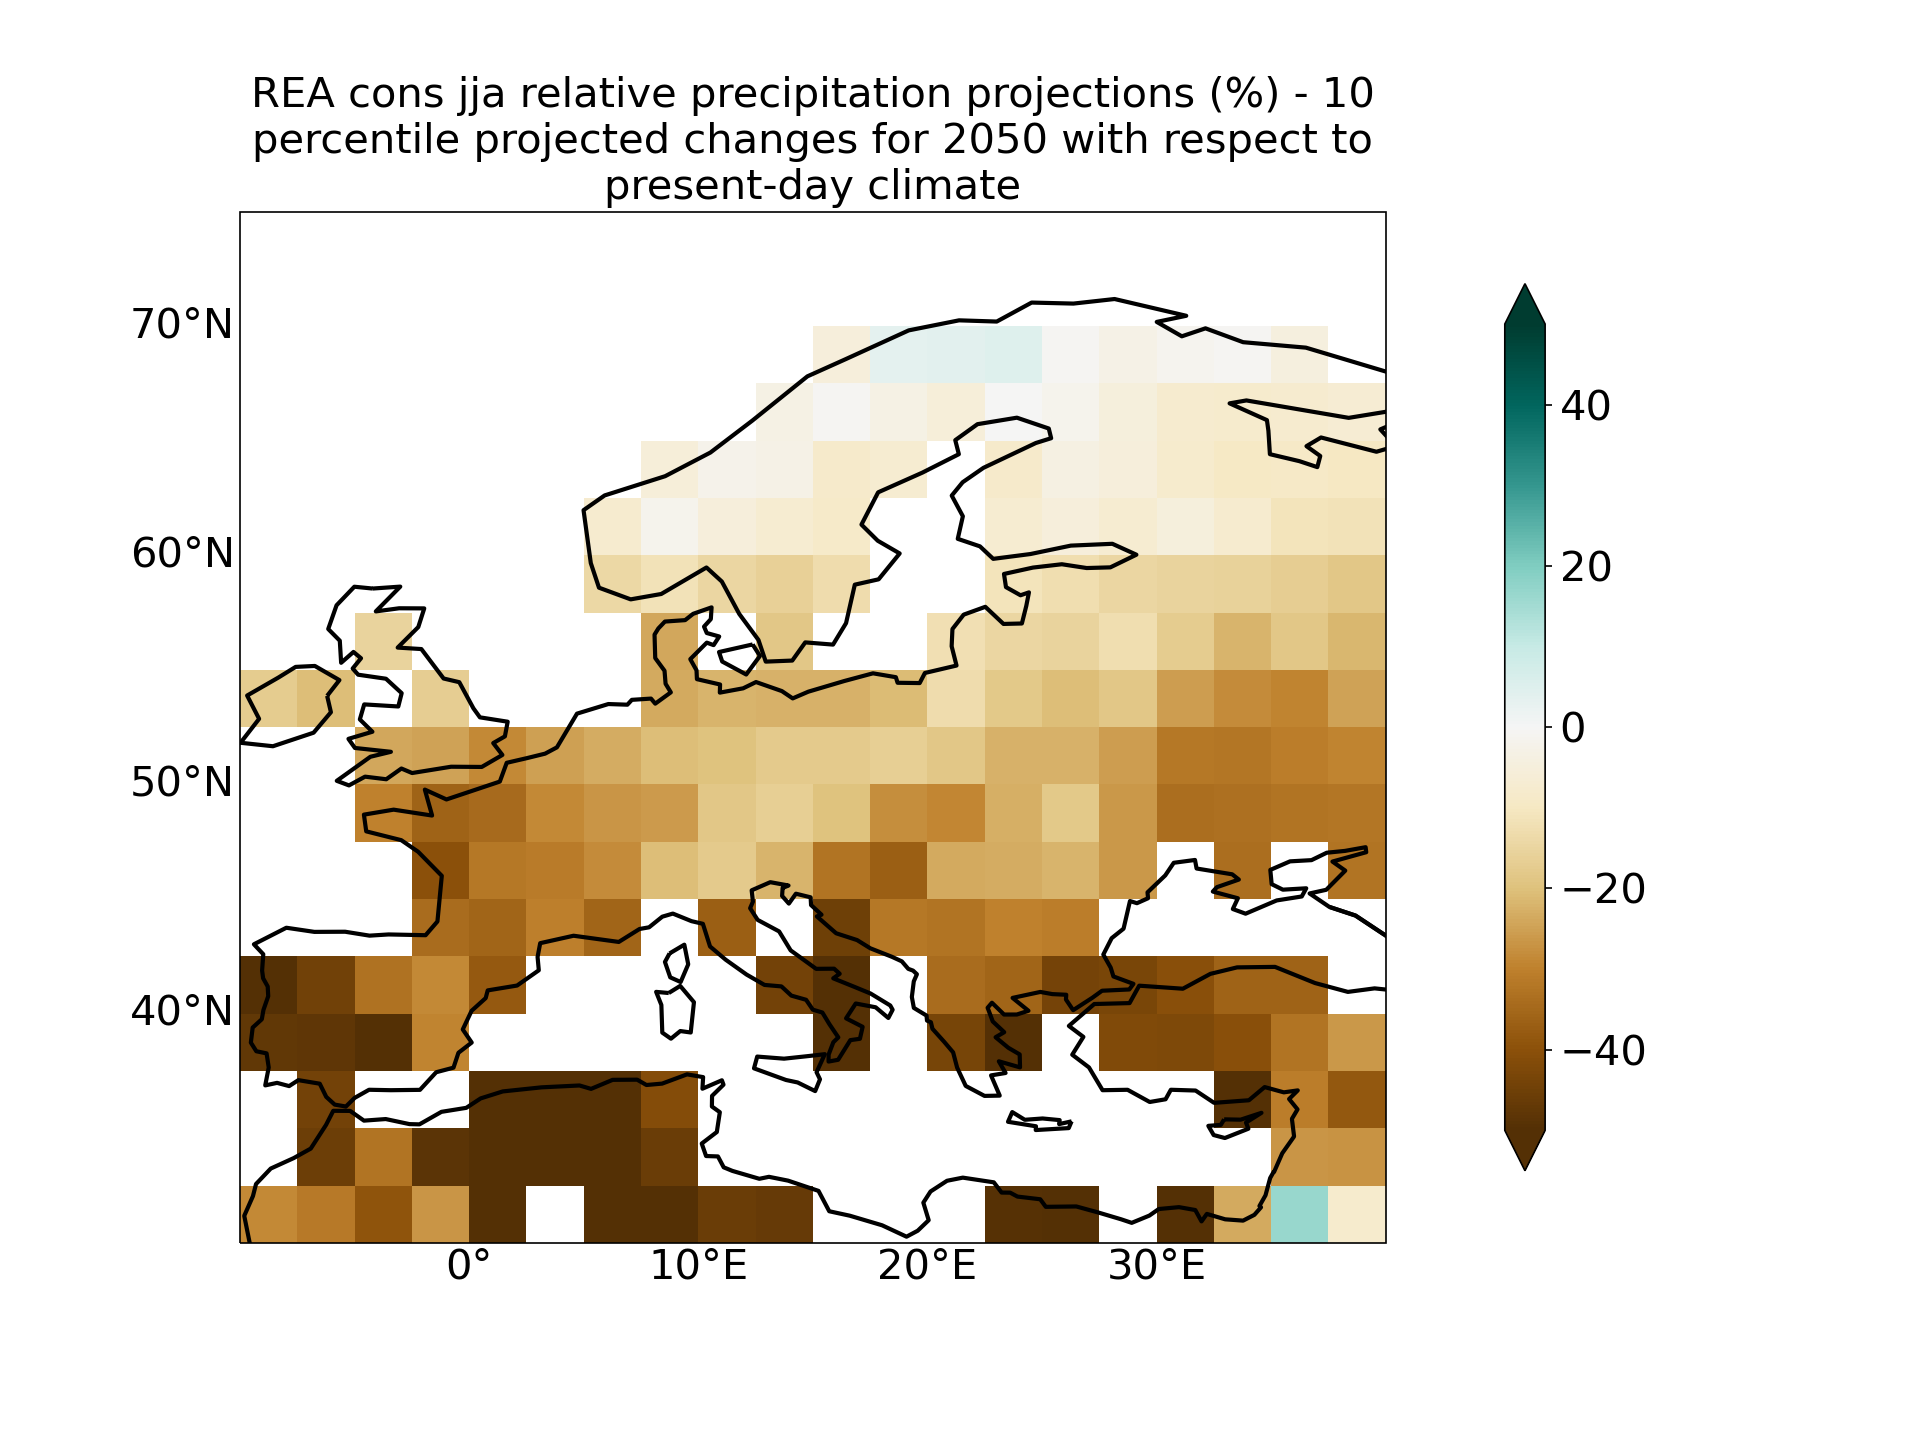 REA cons jja relative precipitation projections (%) - 10
percentile projected changes for 2050 with respect to
present-day climate
70°N
60°N
50°N
40°N
0°
10°E
20°E
30°E
40
20
0
−20
−40